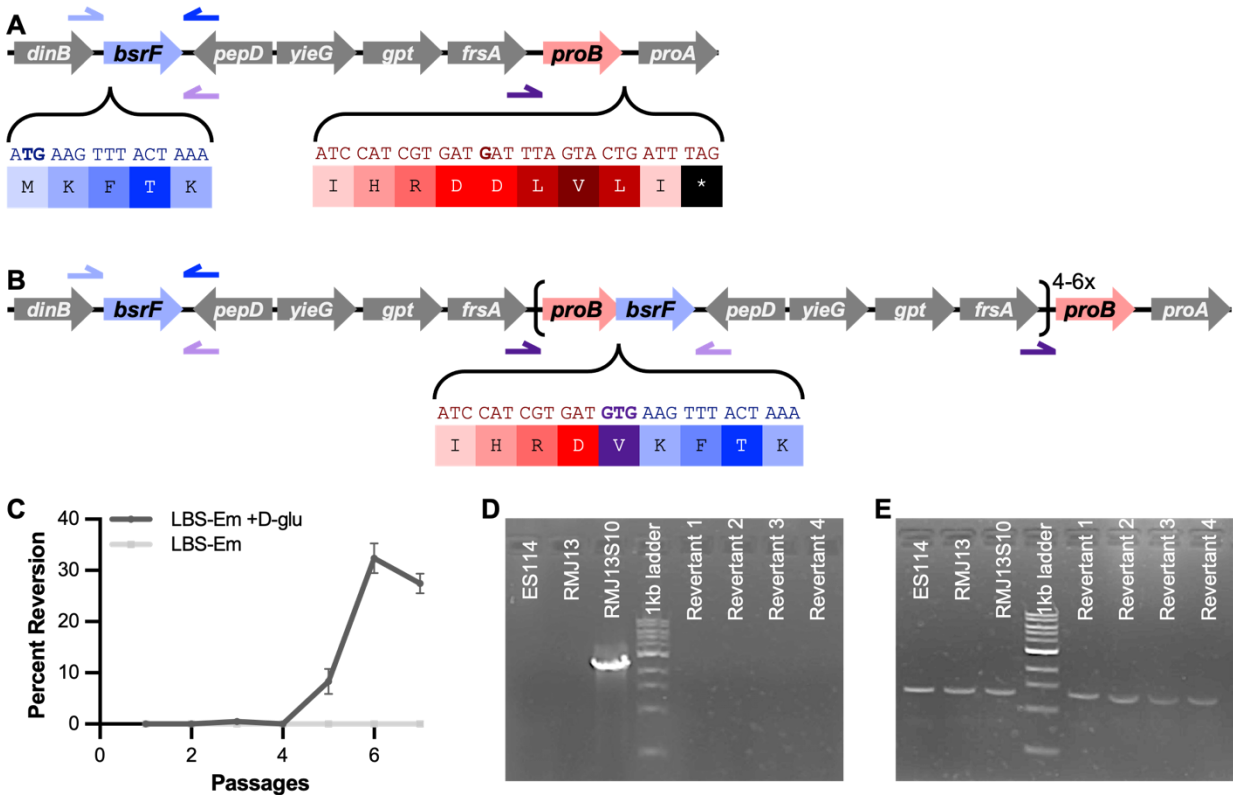 A
dinB bsrF pepD yieG gpt frsA proB proA
ATG AAG TTT ACT AAA
M K F T K
ATC CAT CGT GAT GAT TTA GTA CTG ATT TAG
I H R D D L V L I *
B
4-6x
dinB bsrF pepD yieG gpt frsA proB bsrF pepD yieG gpt frsA proB proA
ATC CAT CGT GAT GTG AAG TTT ACT AAA
I H R D V K F T K
C
LBS-Em +D-glu
LBS-Em
Percent Reversion
40
30
20
10
0
0 2 4 6
Passages
D
ES114
RMJ13
RMJ13S10
1kb ladder
Revertant 1
Revertant 2
Revertant 3
Revertant 4
E
ES114
RMJ13
RMJ13S10
1kb ladder
Revertant 1
Revertant 2
Revertant 3
Revertant 4